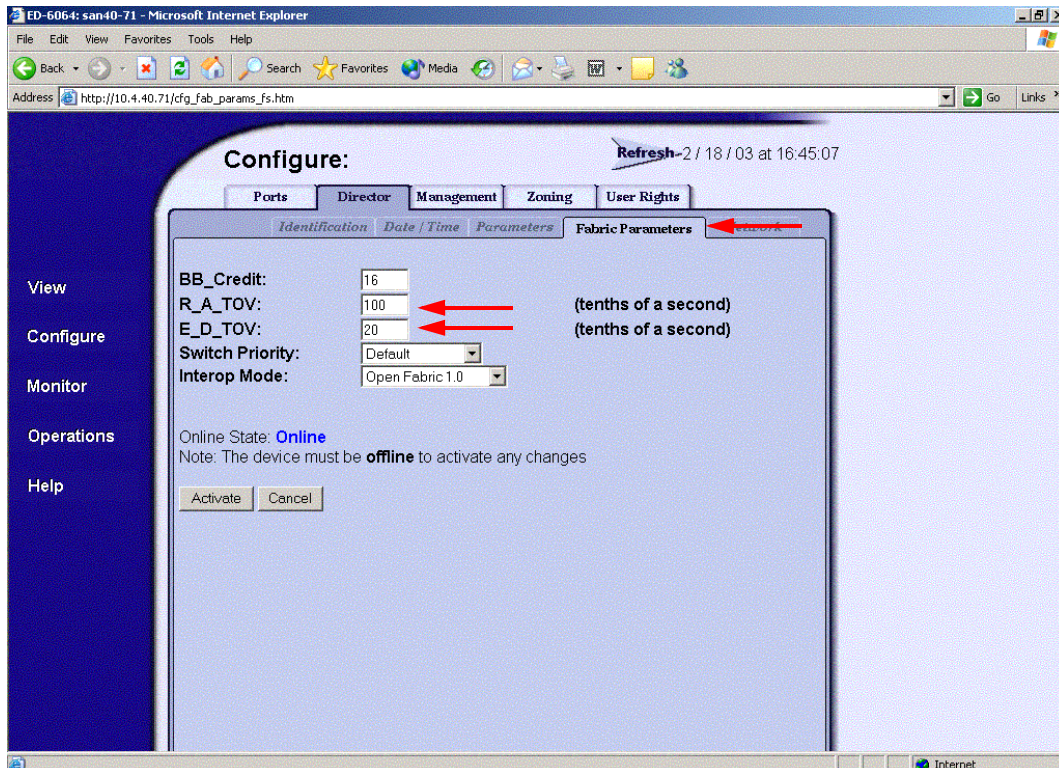 ED-6064: san40-71 - Microsoft Internet Explorer
File Edit View Favorites Tools Help
Back Search Favorites Media
Address http://10.4.40.71/cfg_fab_params_fs.htm Go Links
Configure: Refresh-2 / 18 / 03 at 16:45:07
Ports Director Management Zoning User Rights
Identification Date / Time Parameters Fabric Parameters
View
Configure
Monitor
Operations
Help
BB_Credit: 16
R_A_TOV: 100 (tenths of a second)
E_D_TOV: 20 (tenths of a second)
Switch Priority: Default
Interop Mode: Open Fabric 1.0
Online State: Online
Note: The device must be offline to activate any changes
Activate Cancel
Internet